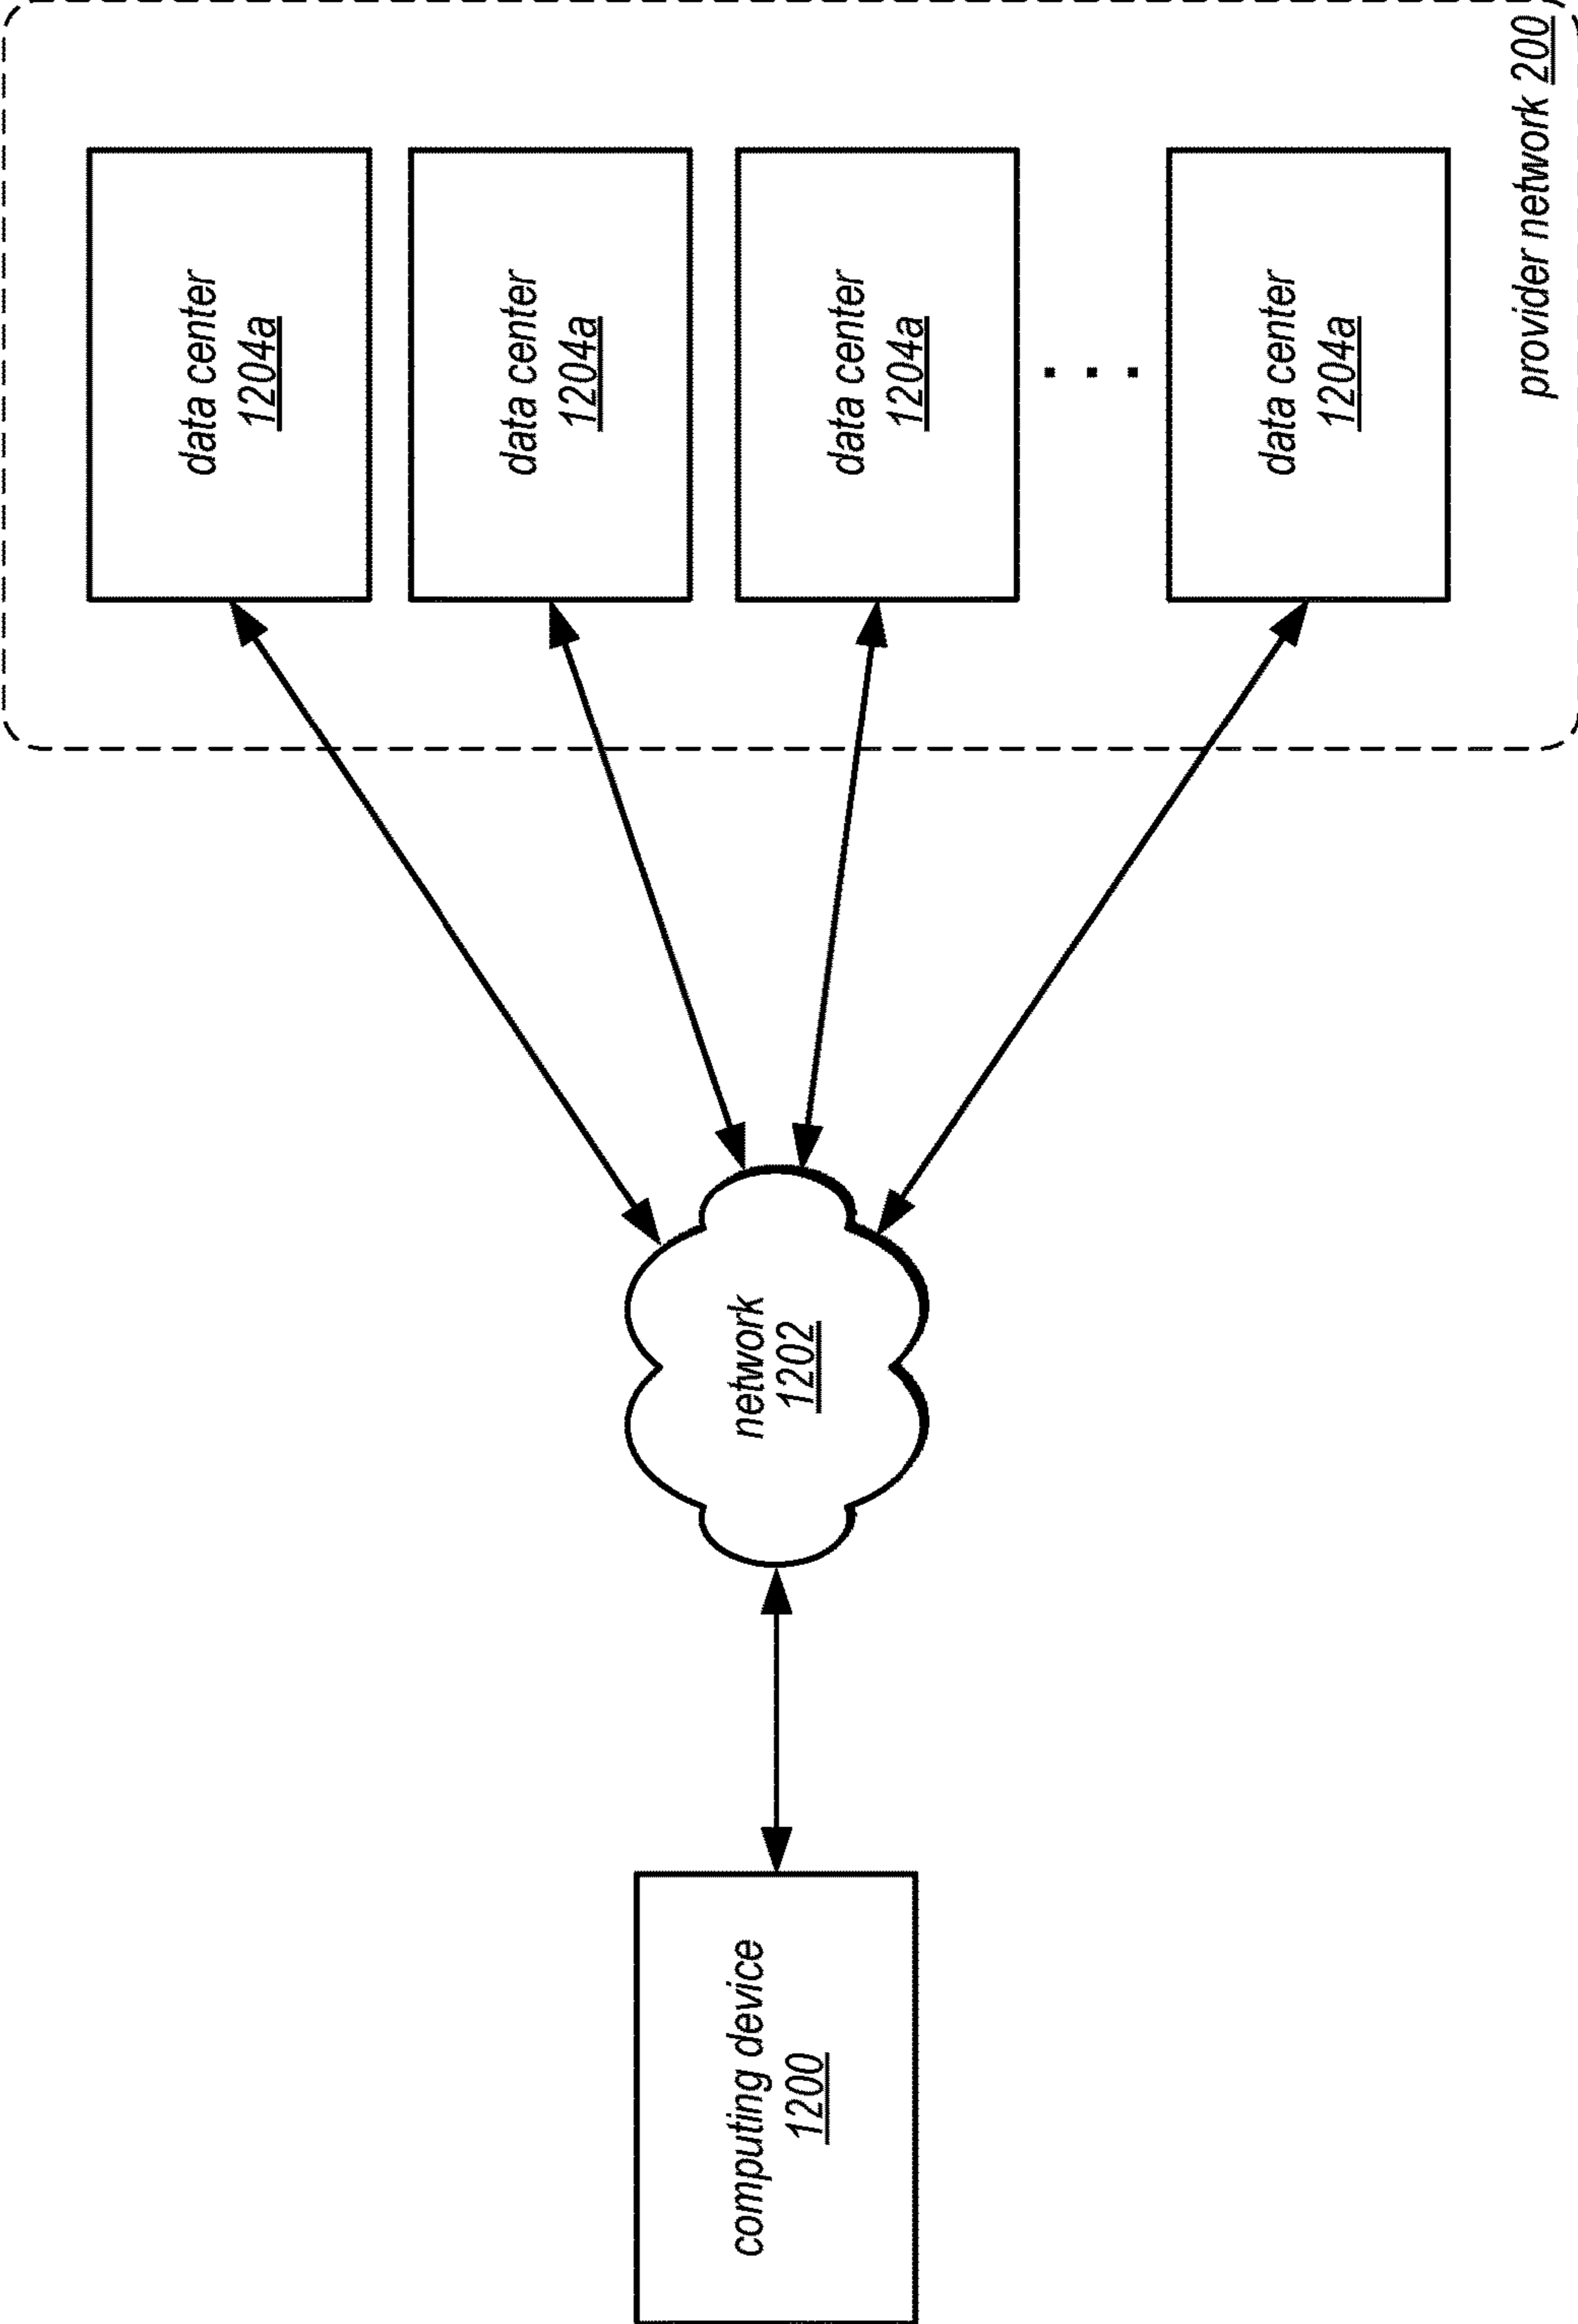 computing device
1200
network
1202
data center
1204a
data center
1204a
data center
1204a
. . .
data center
1204a
provider network 200